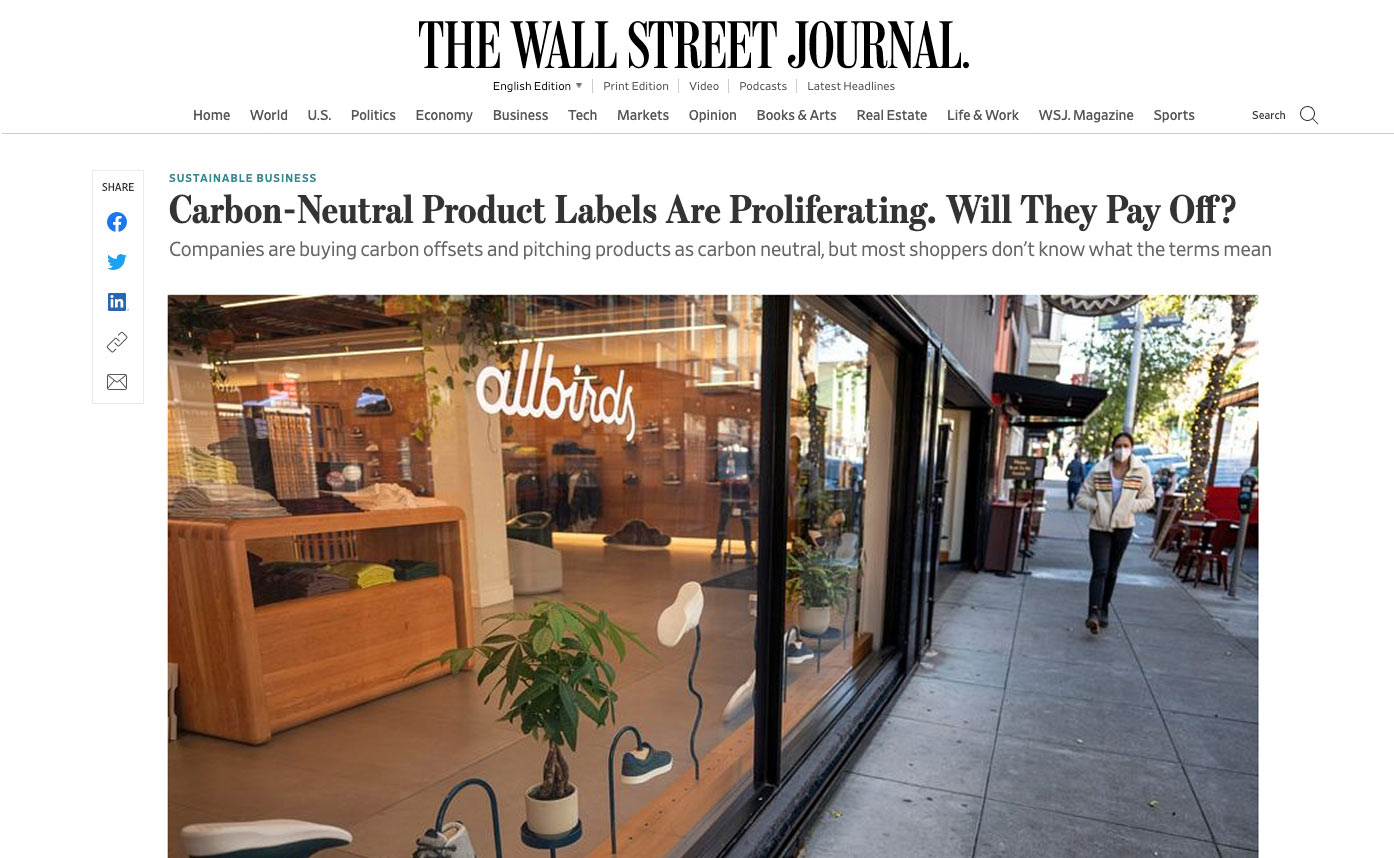 THE WALL STREET JOURNAL.
English Edition ▼ Print Edition Video Podcasts Latest Headlines
Home World U.S. Politics Economy Business Tech Markets Opinion Books & Arts Real Estate Life & Work WSJ. Magazine Sports Search
SHARE
SUSTAINABLE BUSINESS
Carbon-Neutral Product Labels Are Proliferating. Will They Pay Off?
Companies are buying carbon offsets and pitching products as carbon neutral, but most shoppers don't know what the terms mean
in
allbirds